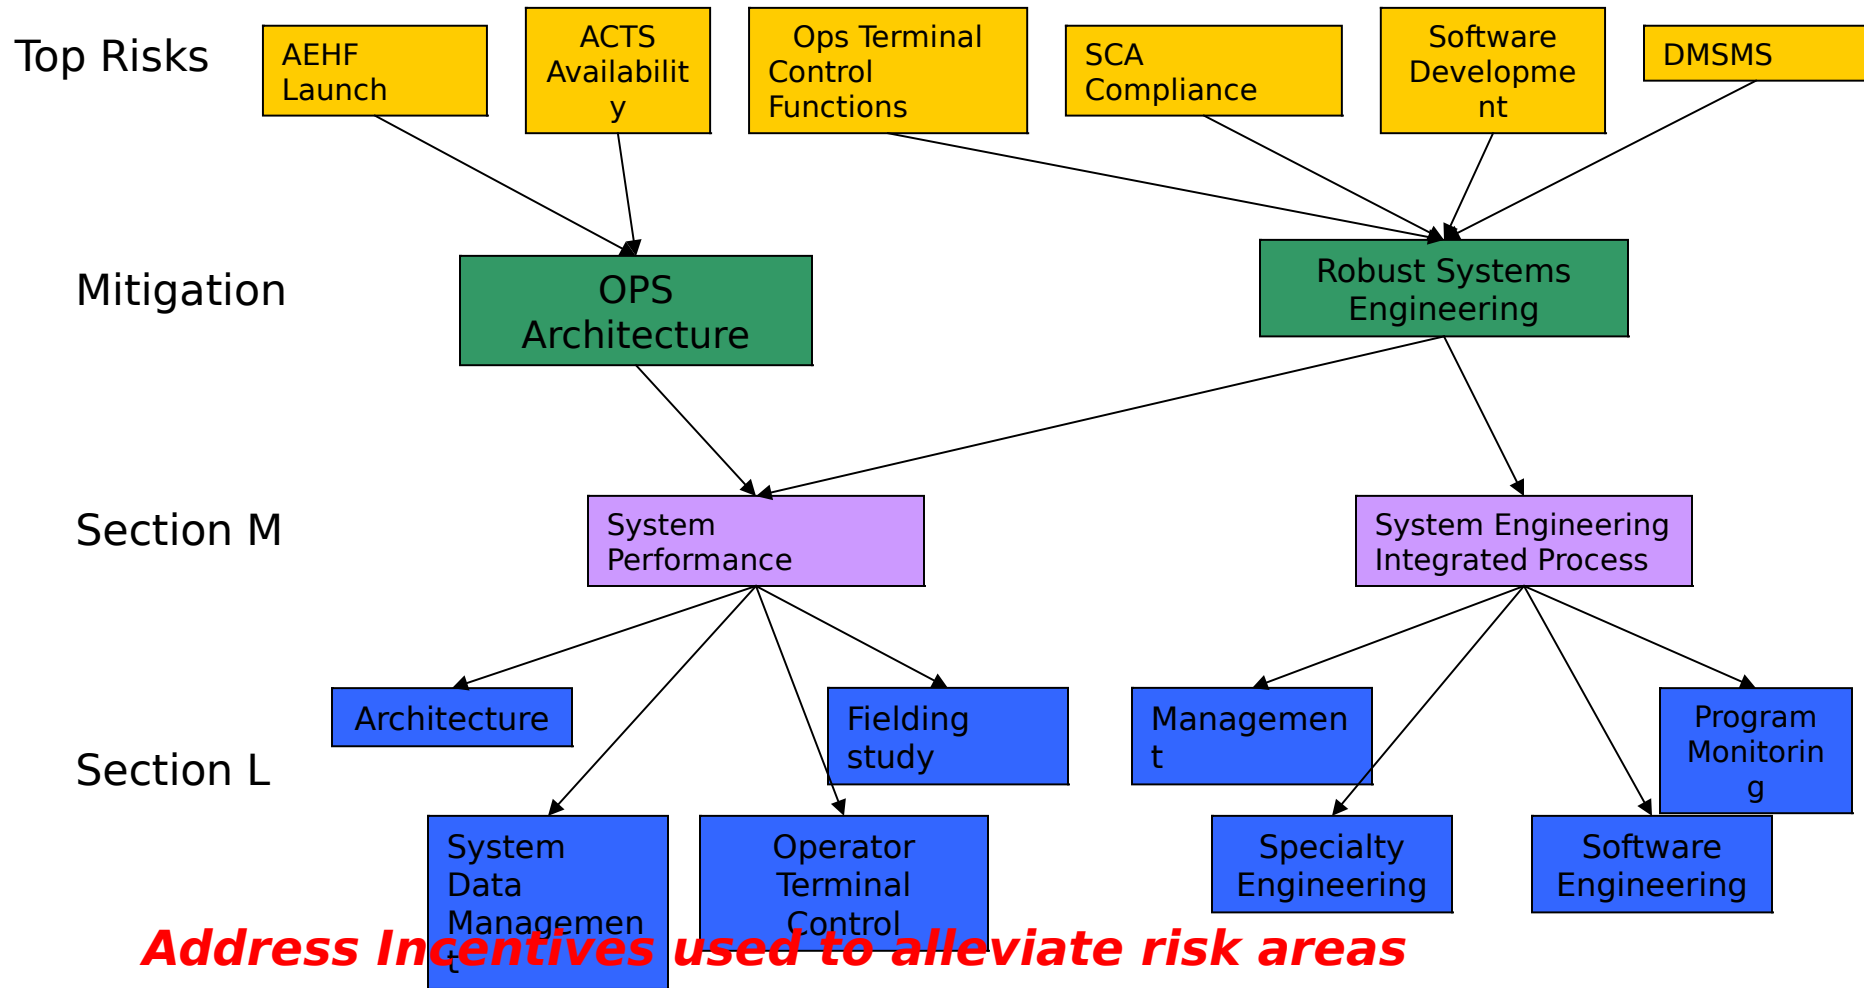 Top Risks
AEHF
Launch
ACTS
Availabilit
y
Ops Terminal
Control
Functions
SCA
Compliance
Software
Developme
nt
DMSMS
Mitigation
OPS
Architecture
Robust Systems
Engineering
Section M
System
Performance
System Engineering
Integrated Process
Section L
Architecture
Fielding
study
Managemen
t
Program
Monitorin
g
System
Data
Managemen
t
Operator
Terminal
Control
Specialty
Engineering
Software
Engineering
Address Incentives used to alleviate risk areas